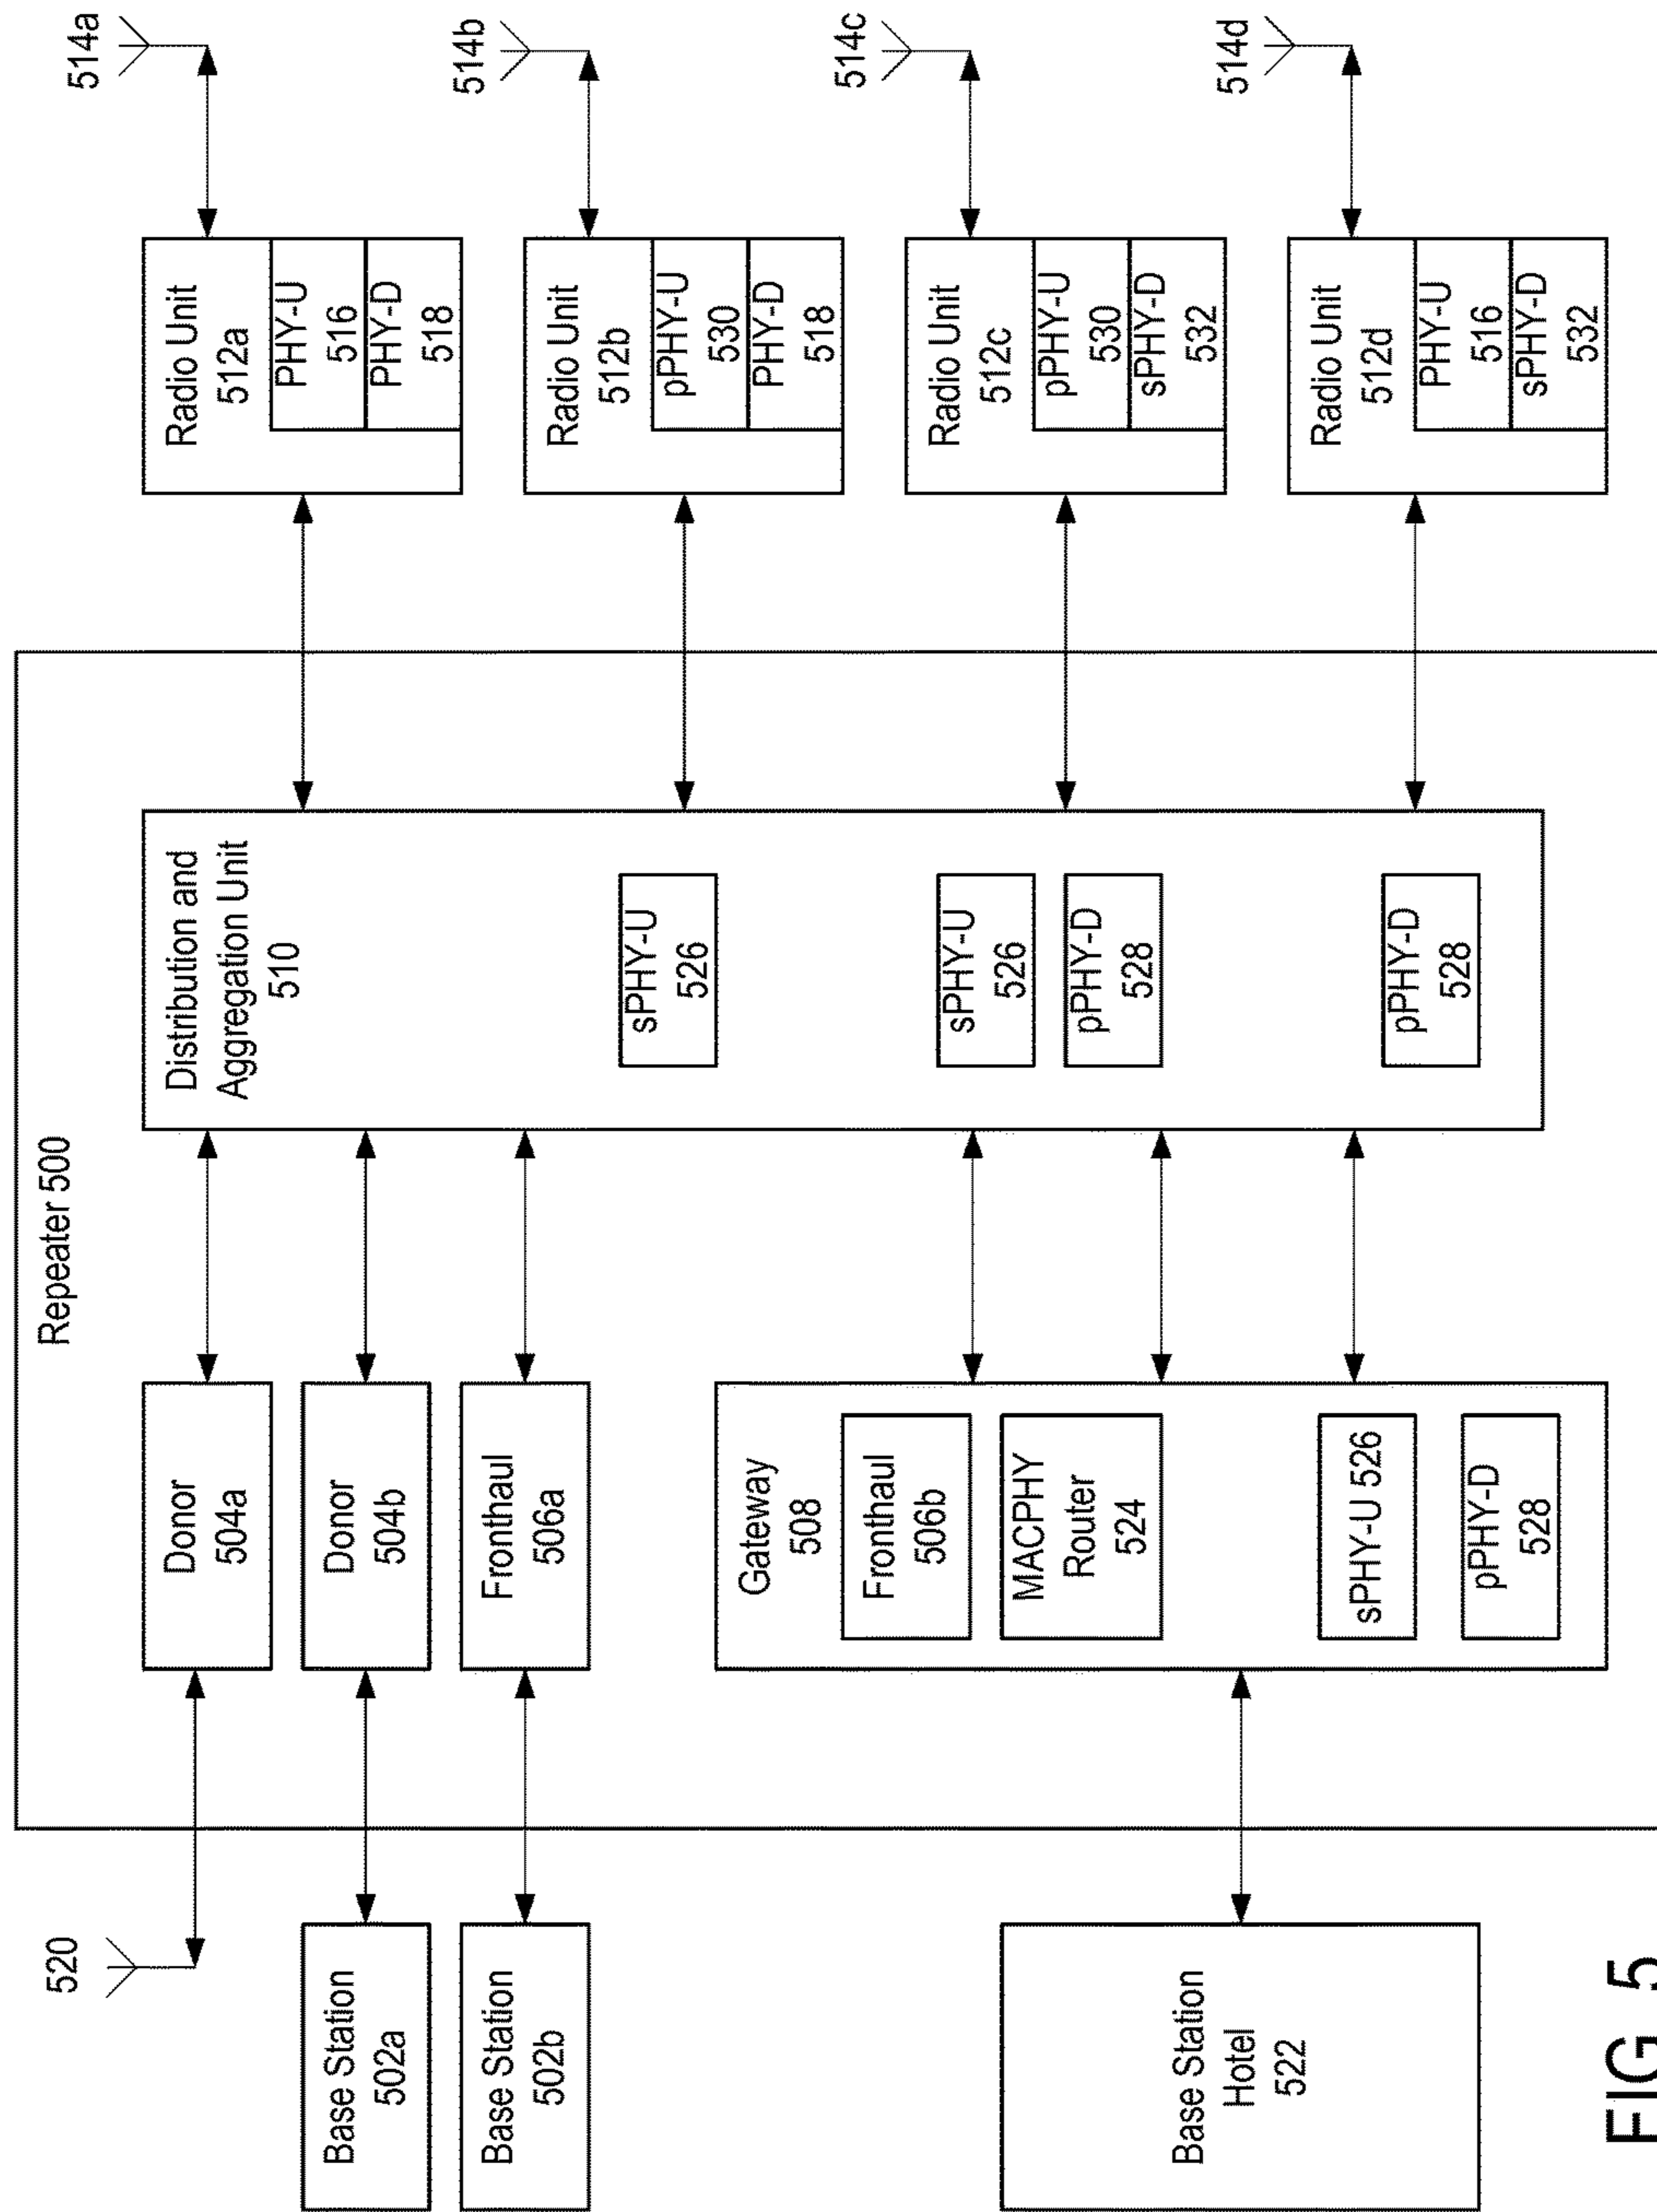 Repeater 500
520
Base Station
502a
Base Station
502b
Base Station
Hotel
522
Donor
504a
Donor
504b
Fronthaul
506a
Gateway
508
Fronthaul
506b
MACPHY
Router
524
sPHY-U 526
pPHY-D
528
Distribution and
Aggregation Unit
510
sPHY-U
526
sPHY-U
526
pPHY-D
528
pPHY-D
528
Radio Unit
512a
PHY-U
516
PHY-D
518
Radio Unit
512b
pPHY-U
530
PHY-D
518
Radio Unit
512c
pPHY-U
530
sPHY-D
532
Radio Unit
512d
PHY-U
516
sPHY-D
532
514a
514b
514c
514d
FIG. 5